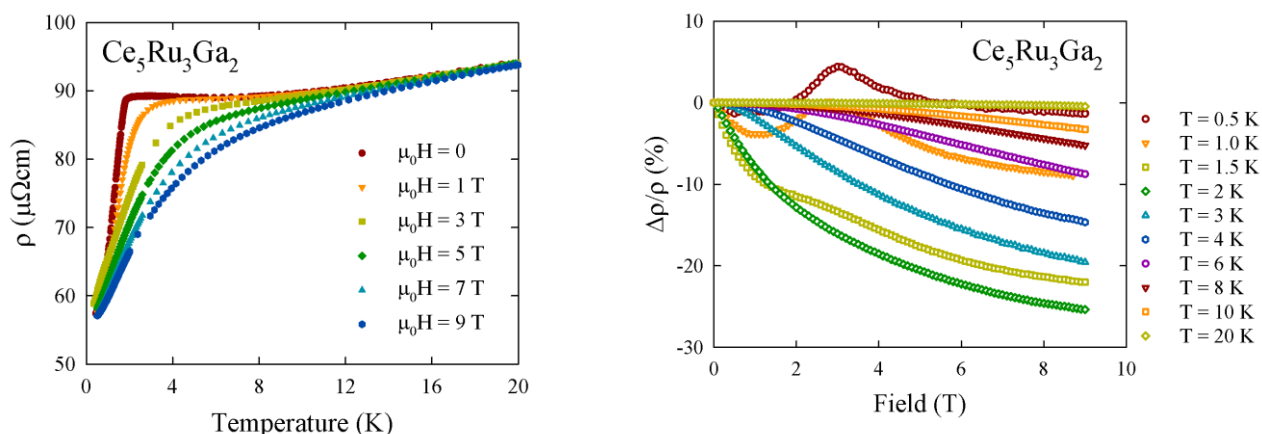 100
90
80
70
60
50
0
4
8
12
16
20
ρ (μΩcm)
Temperature (K)
Ce5Ru3Ga2
μ0H = 0
μ0H = 1 T
μ0H = 3 T
μ0H = 5 T
μ0H = 7 T
μ0H = 9 T
10
0
-10
-20
-30
0
2
4
6
8
10
Δρ/ρ (%)
Field (T)
Ce5Ru3Ga2
T = 0.5 K
T = 1.0 K
T = 1.5 K
T = 2 K
T = 3 K
T = 4 K
T = 6 K
T = 8 K
T = 10 K
T = 20 K